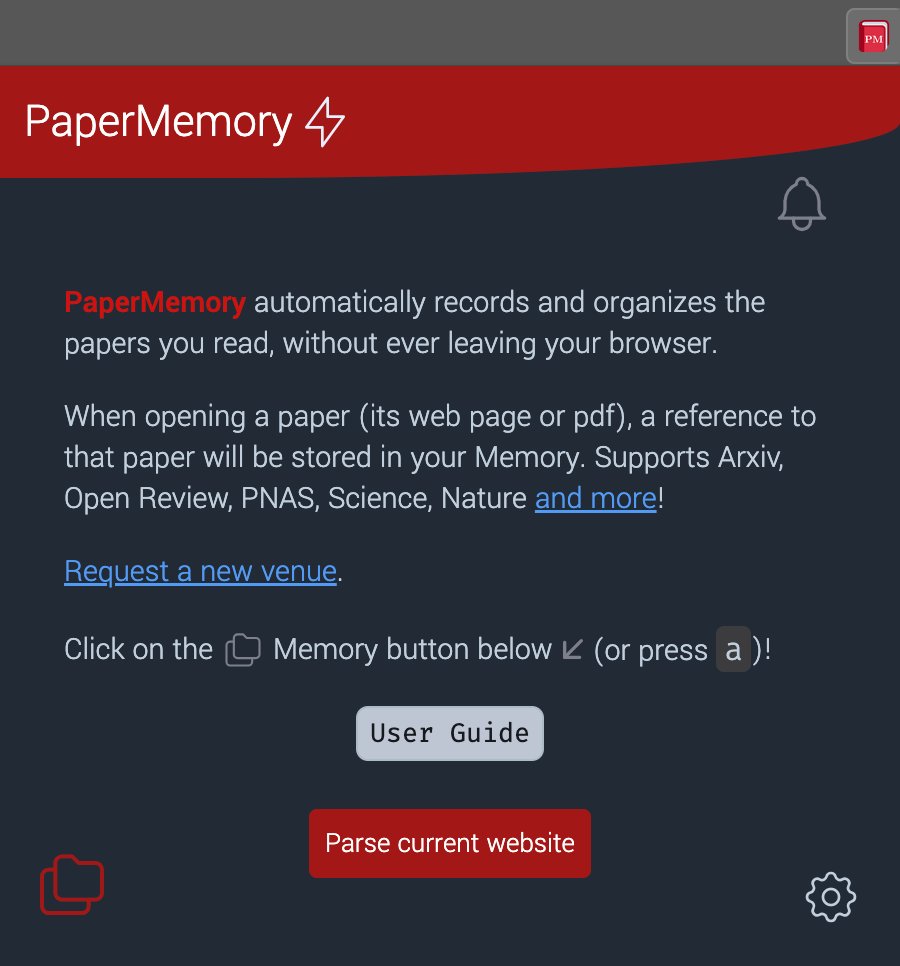 PM
PaperMemory
PaperMemory automatically records and organizes the
papers you read, without ever leaving your browser.
When opening a paper (its web page or pdf), a reference to
that paper will be stored in your Memory. Supports Arxiv,
Open Review, PNAS, Science, Nature and more!
Request a new venue.
Click on the Memory button below (or press a)!
User Guide
Parse current website